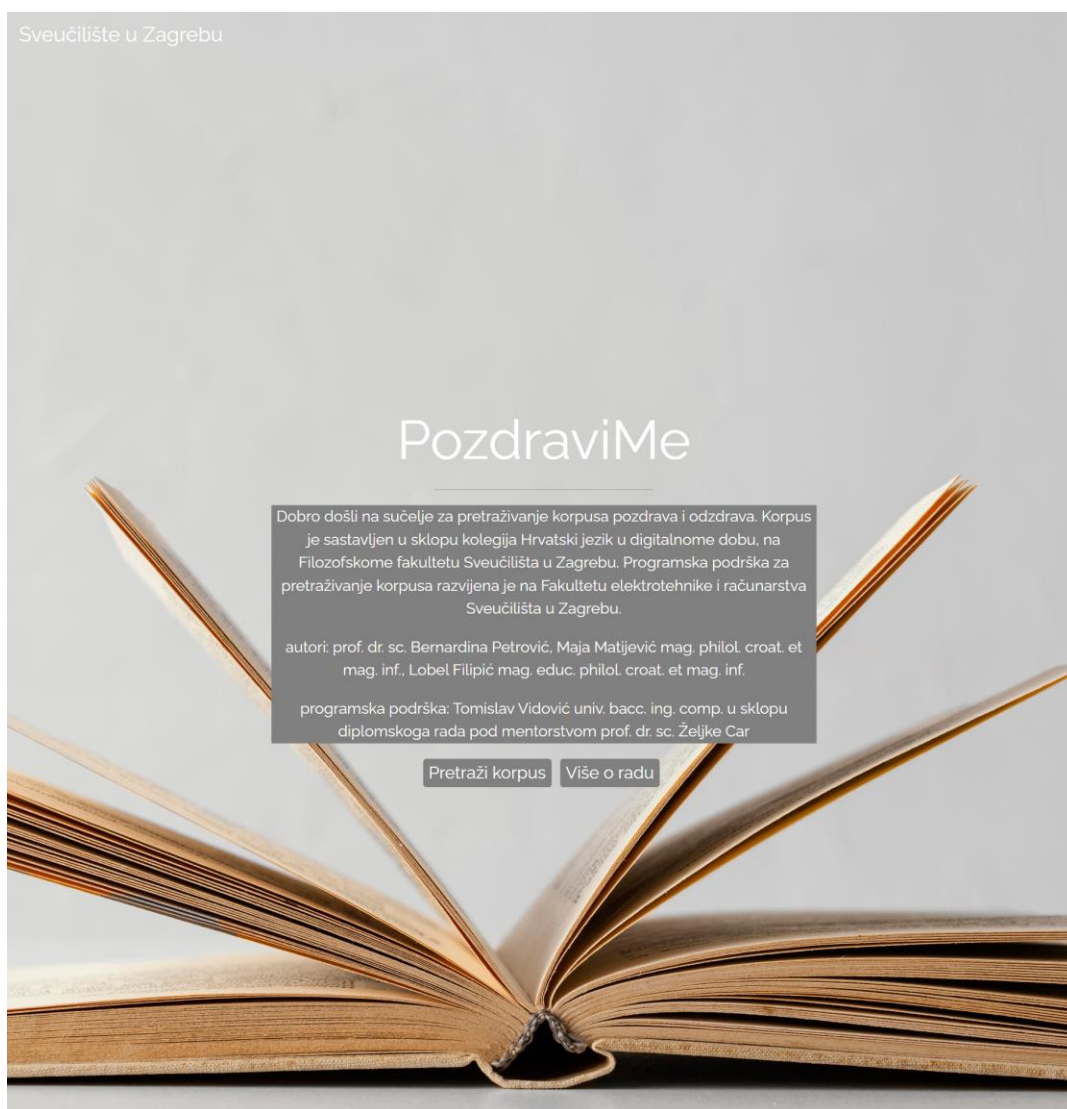 Sveučilište u Zagrebu
PozdraviMe
Dobro došli na sučelje za pretraživanje korpusa pozdrava i odzdrava. Korpus
je sastavljen u sklopu kolegija Hrvatski jezik u digitalnome dobu, na
Filozofskome fakultetu Sveučilišta u Zagrebu. Programska podrška za
pretraživanje korpusa razvijena je na Fakultetu elektrotehnike i računarstva
Sveučilišta u Zagrebu.
autori: prof. dr. sc. Bernardina Petrović, Maja Matijević mag. philol. croat. et
mag. inf., Lobel Filipić mag. educ. philol. croat. et mag. inf.
programska podrška: Tomislav Vidović univ. bacc. ing. comp. u sklopu
diplomskoga rada pod mentorstvom prof. dr. sc. Željke Car
Pretraži korpus Više o radu